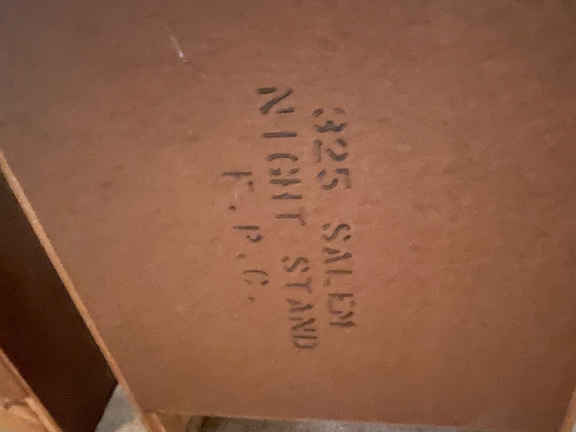 325 SALEM
NIGHT STAND
F.P.C.